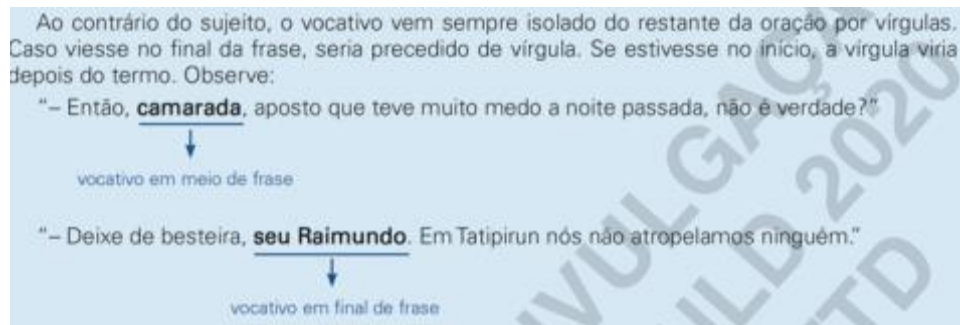 Ao contrário do sujeito, o vocativo vem sempre isolado do restante da oração por vírgulas.
Caso viesse no final da frase, seria precedido de vírgula. Se estivesse no início, a vírgula viria
depois do termo. Observe:
"– Então, camarada, aposto que teve muito medo a noite passada, não é verdade?"
vocativo em meio de frase
"– Deixe de besteira, seu Raimundo. Em Tatipirun nós não atropelamos ninguém."
vocativo em final de frase